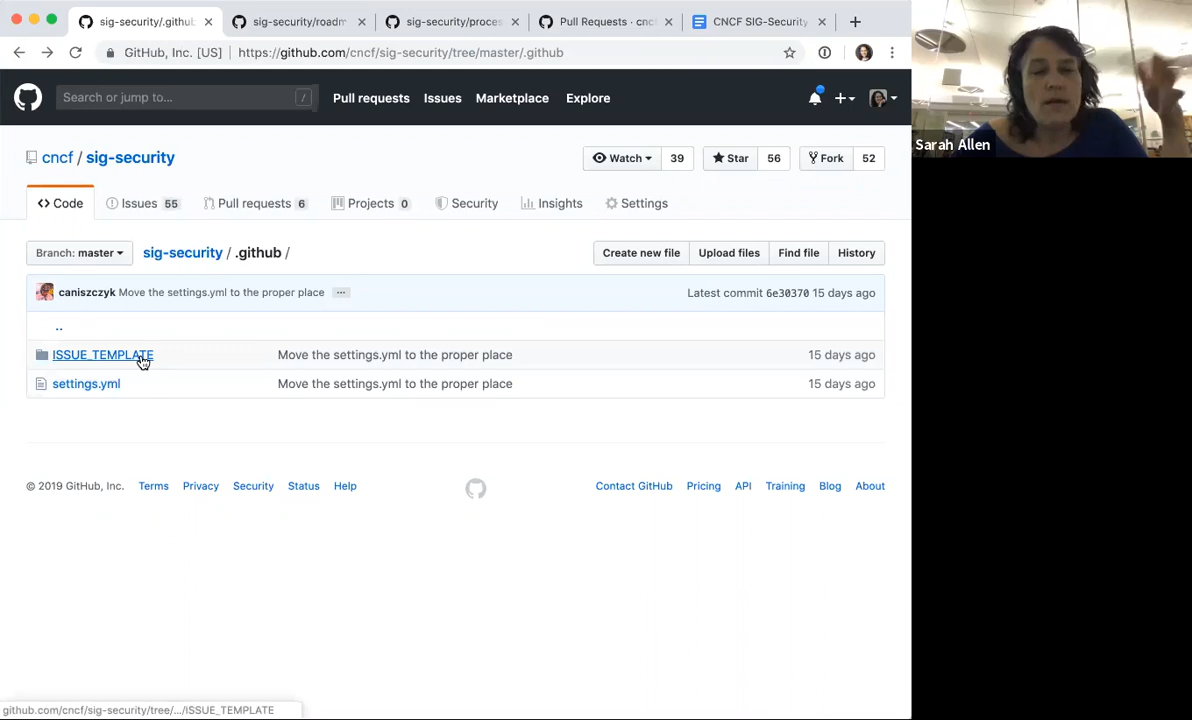 sig-security/.github
sig-security/roadm
sig-security/proces
Pull Requests · cnc
CNCF SIG-Security
GitHub, Inc. [US] https://github.com/cncf/sig-security/tree/master/.github
Search or jump to... /
Pull requests Issues Marketplace Explore
cncf / sig-security
Watch 39 Star 56 Fork 52
Code Issues 55 Pull requests 6 Projects 0 Security Insights Settings
Branch: master sig-security / .github / Create new file Upload files Find file History
caniszczyk Move the settings.yml to the proper place ... Latest commit 6e30370 15 days ago
..
ISSUE_TEMPLATE Move the settings.yml to the proper place 15 days ago
settings.yml Move the settings.yml to the proper place 15 days ago
© 2019 GitHub, Inc. Terms Privacy Security Status Help Contact GitHub Pricing API Training Blog About
github.com/cncf/sig-security/tree/.../ISSUE_TEMPLATE
Sarah Allen